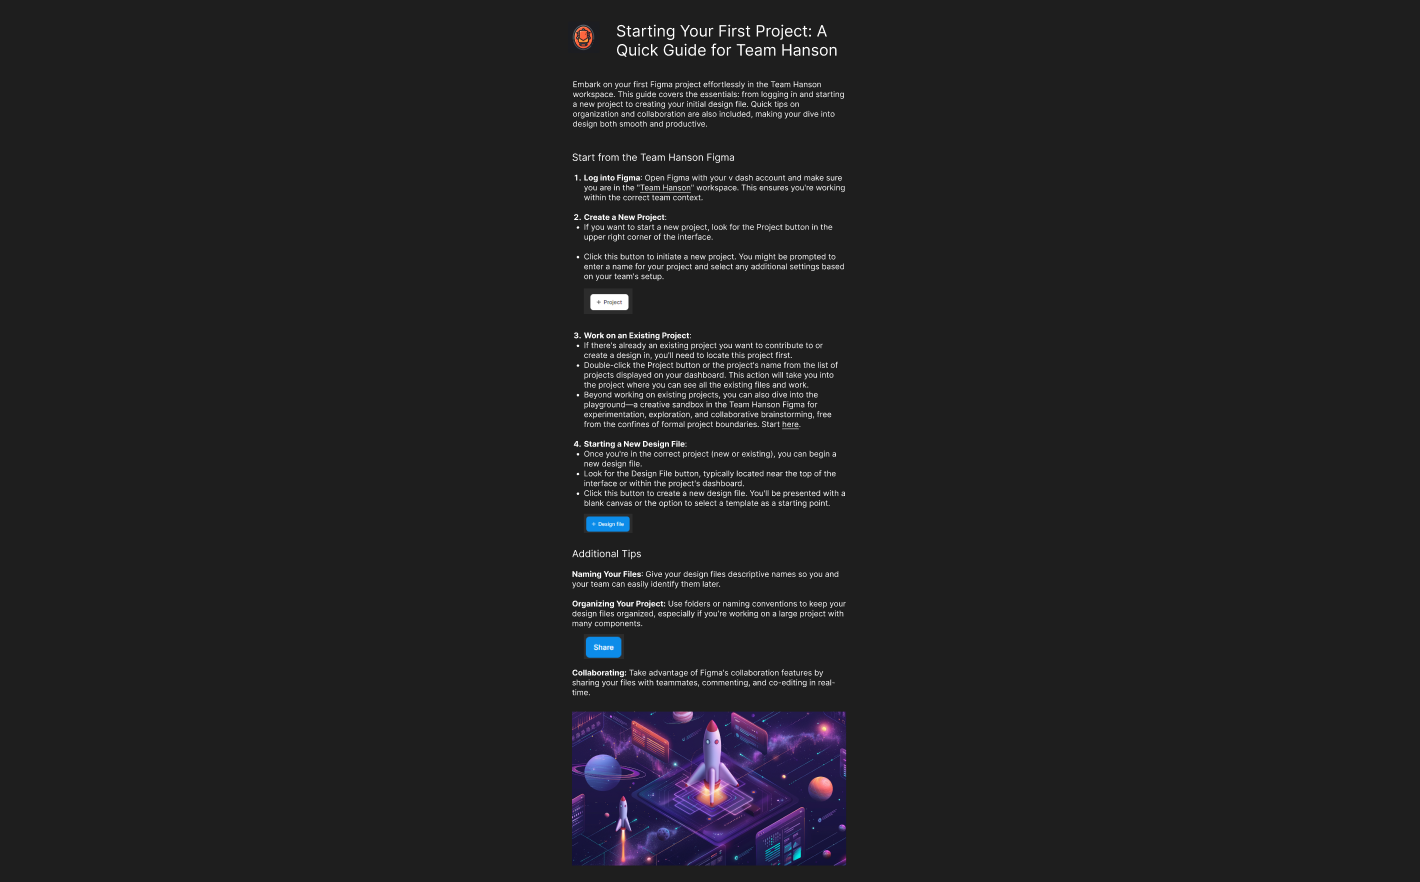 Starting Your First Project: A
Quick Guide for Team Hanson
Embark on your first Figma project effortlessly in the Team Hanson
workspace. This guide covers the essentials: from logging in and starting
a new project to creating your initial design file. Quick tips on
organization and collaboration are also included, making your dive into
design both smooth and productive.
Start from the Team Hanson Figma
1. Log into Figma: Open Figma with your v dash account and make sure
you are in the "Team Hanson" workspace. This ensures you're working
within the correct team context.
2. Create a New Project:
• If you want to start a new project, look for the Project button in the
upper right corner of the interface.
• Click this button to initiate a new project. You might be prompted to
enter a name for your project and select any additional settings based
on your team's setup.
+ Project
3. Work on an Existing Project:
• If there's already an existing project you want to contribute to or
create a design in, you'll need to locate this project first.
• Double-click the Project button or the project's name from the list of
projects displayed on your dashboard. This action will take you into
the project where you can see all the existing files and work.
• Beyond working on existing projects, you can also dive into the
playground—a creative sandbox in the Team Hanson Figma for
experimentation, exploration, and collaborative brainstorming, free
from the confines of formal project boundaries. Start here.
4. Starting a New Design File:
• Once you're in the correct project (new or existing), you can begin a
new design file.
• Look for the Design File button, typically located near the top of the
interface or within the project's dashboard.
• Click this button to create a new design file. You'll be presented with a
blank canvas or the option to select a template as a starting point.
+ Design file
Additional Tips
Naming Your Files: Give your design files descriptive names so you and
your team can easily identify them later.
Organizing Your Project: Use folders or naming conventions to keep your
design files organized, especially if you're working on a large project with
many components.
Share
Collaborating: Take advantage of Figma's collaboration features by
sharing your files with teammates, commenting, and co-editing in real-
time.